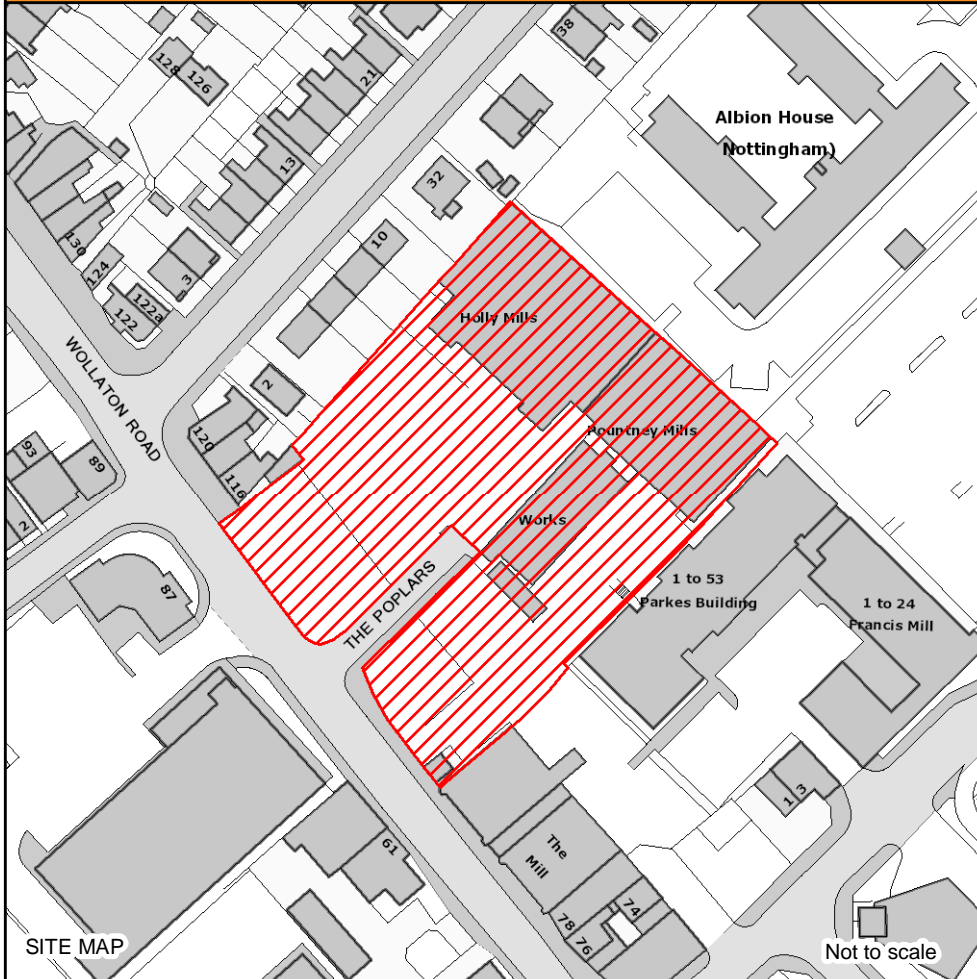 38
128
126
21
Albion House
Nottingham)
13
32
130
10
124
3
122a
122
Holly Mills
WOLLATON ROAD
2
Pountney Mills
120
93
89
116
2
Works
THE POPLARS
87
1 to 53
Parkes Building
1 to 24
Francis Mill
1
3
61
The
Mill
74
78
76
SITE MAP
Not to scale